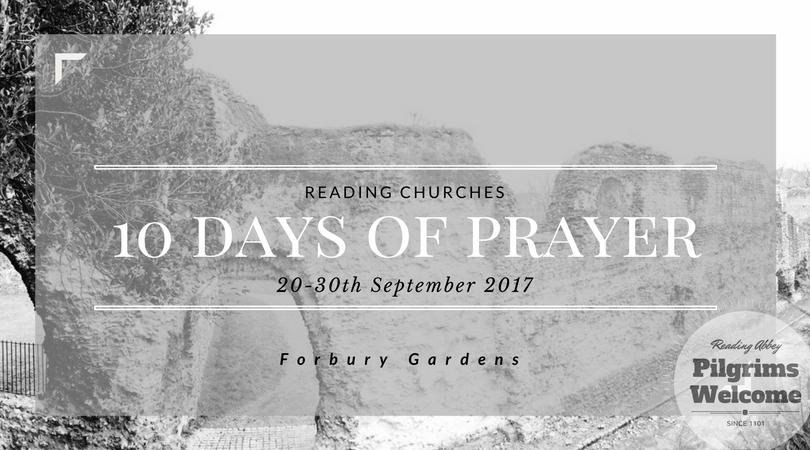 READING CHURCHES
10 DAYS OF PRAYER
20-30th September 2017
Forbury Gardens
Reading Abbey
Pilgrims
Welcome
SINCE 1101